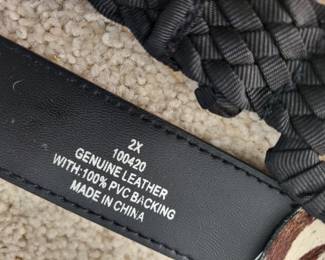 2X
100420
GENUINE LEATHER
WITH:100% PVC BACKING
MADE IN CHINA